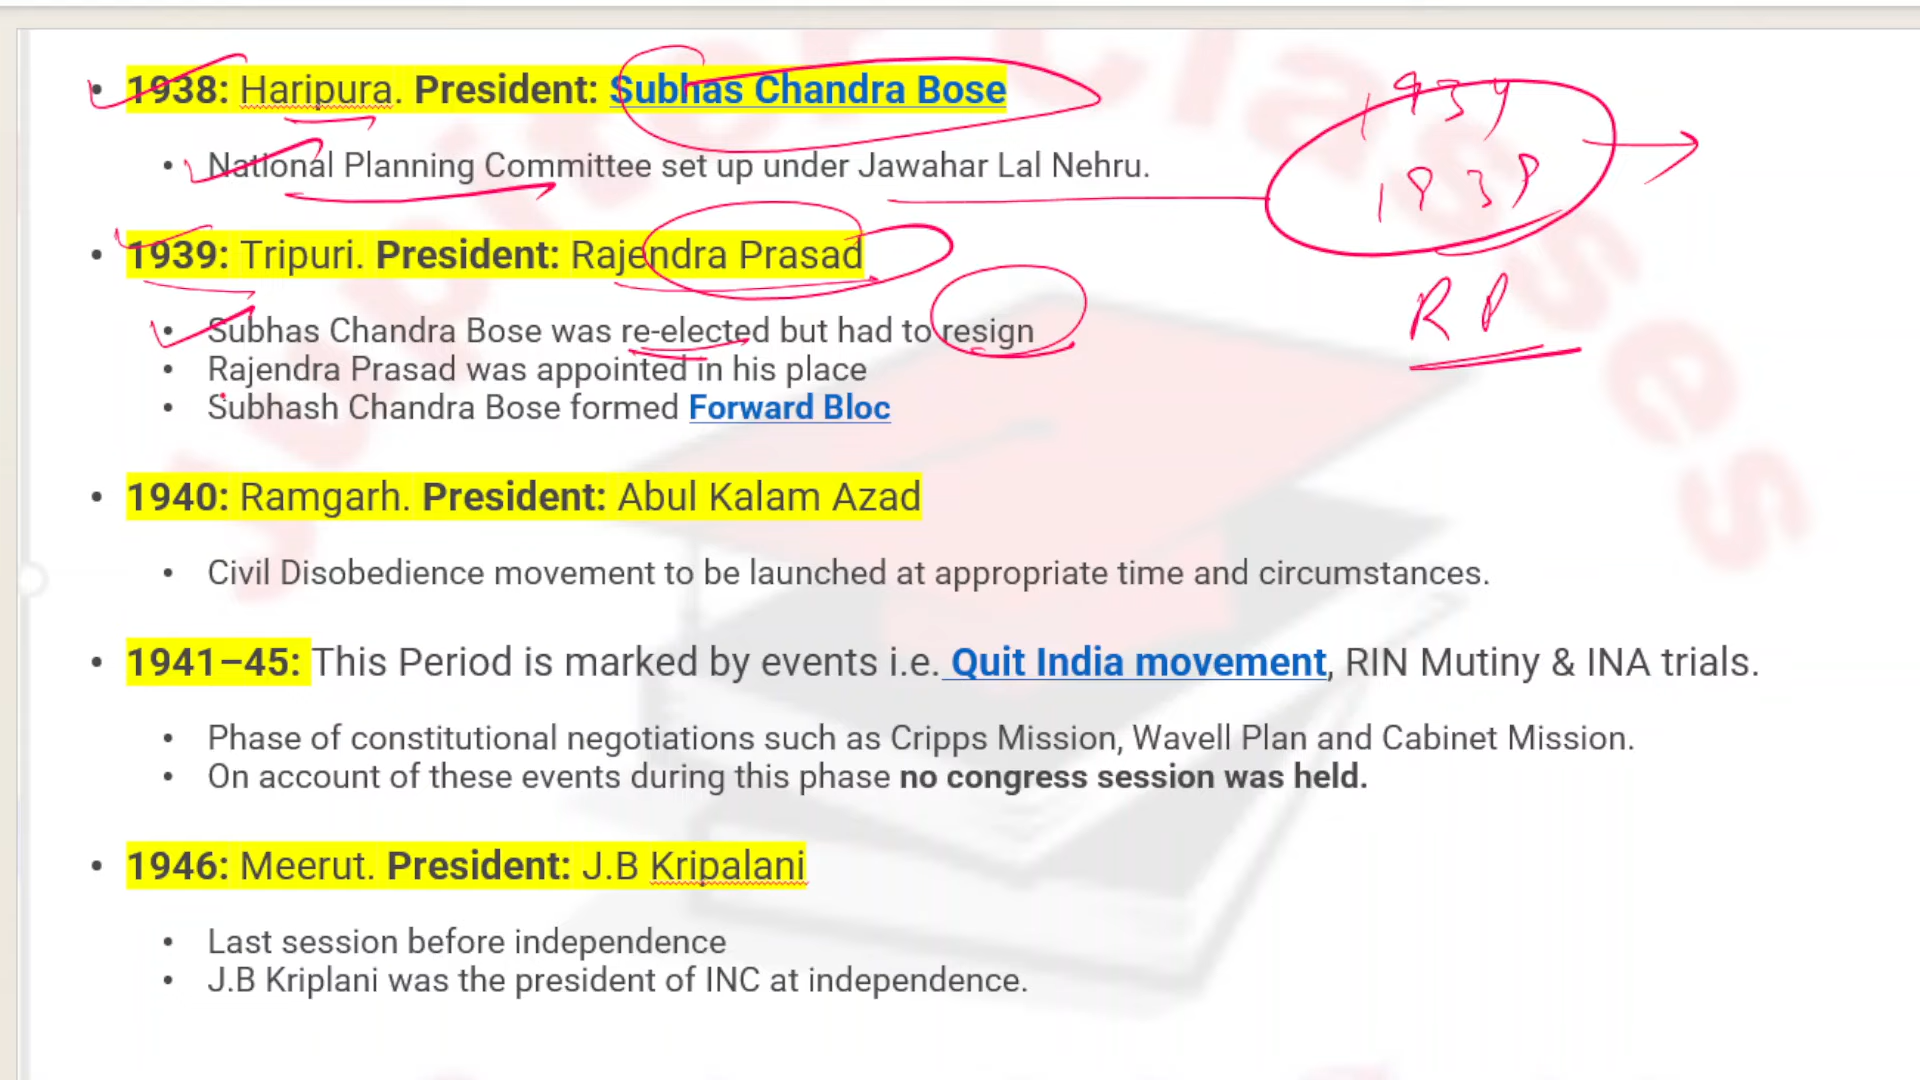 • 1938: Haripura. President: Subhas Chandra Bose
• National Planning Committee set up under Jawahar Lal Nehru.
• 1939: Tripuri. President: Rajendra Prasad
• Subhas Chandra Bose was re-elected but had to resign
• Rajendra Prasad was appointed in his place
• Subhash Chandra Bose formed Forward Bloc
• 1940: Ramgarh. President: Abul Kalam Azad
• Civil Disobedience movement to be launched at appropriate time and circumstances.
• 1941–45: This Period is marked by events i.e. Quit India movement, RIN Mutiny & INA trials.
• Phase of constitutional negotiations such as Cripps Mission, Wavell Plan and Cabinet Mission.
• On account of these events during this phase no congress session was held.
• 1946: Meerut. President: J.B Kripalani
• Last session before independence
• J.B Kriplani was the president of INC at independence.
1939
RP
Classes